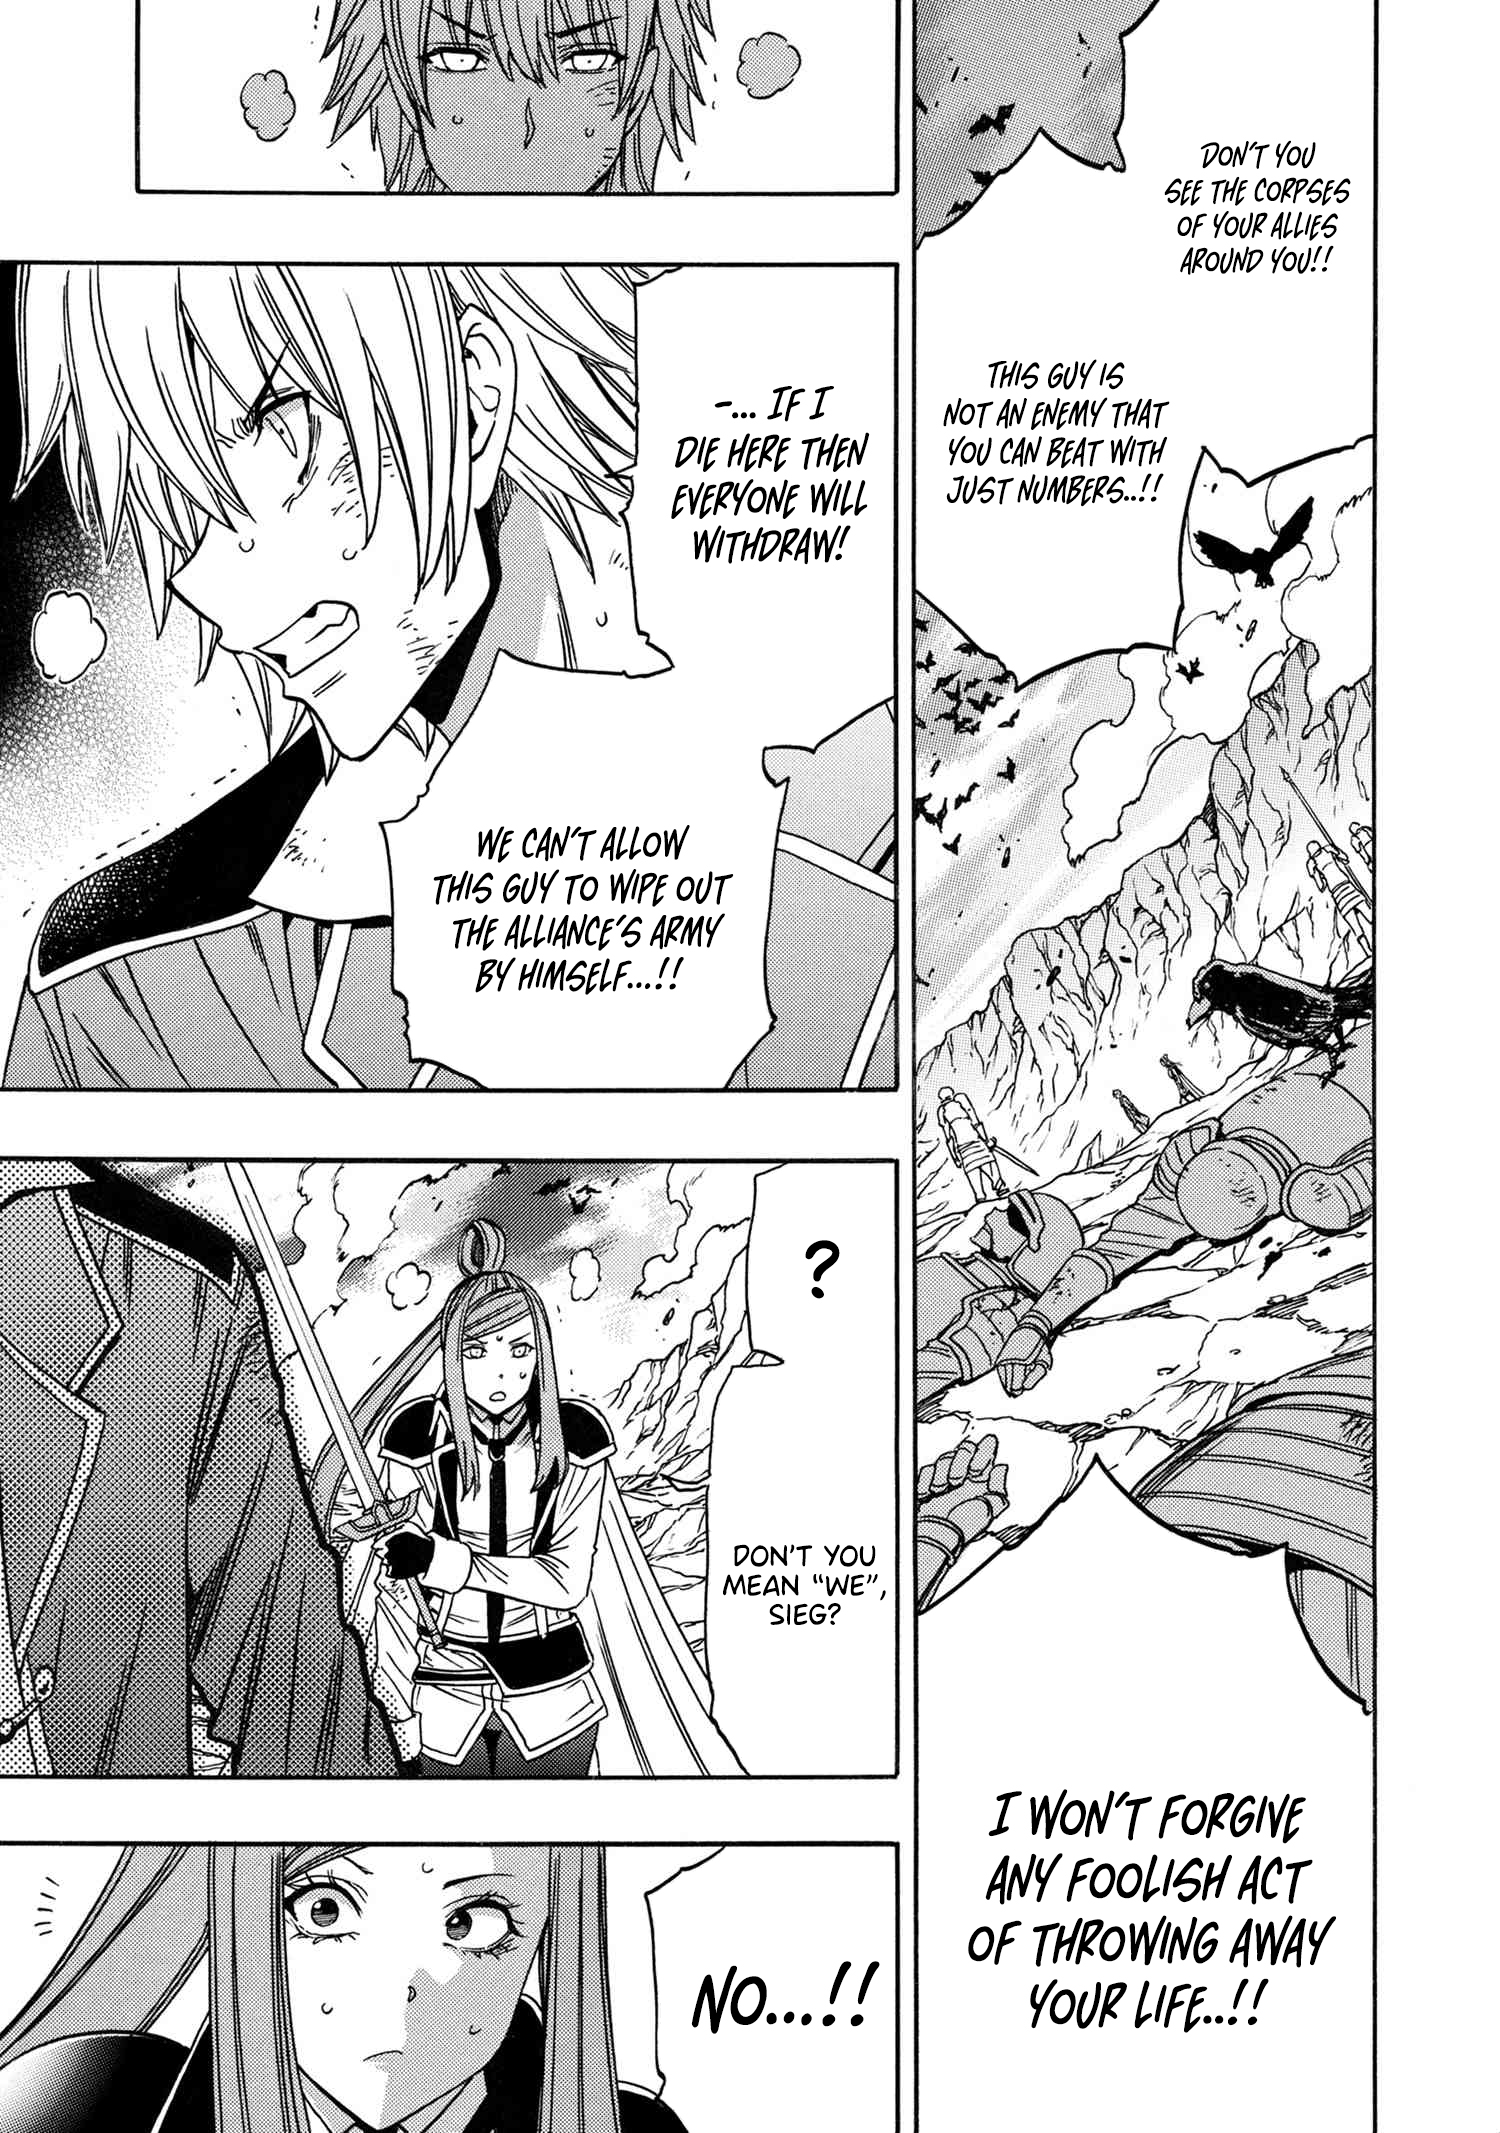 DON'T YOU
SEE THE CORPSES
OF YOUR ALLIES
AROUND YOU!!
THIS GUY IS
NOT AN ENEMY THAT
YOU CAN BEAT WITH
JUST NUMBERS..!!
I WON'T FORGIVE
ANY FOOLISH ACT
OF THROWING AWAY
YOUR LIFE..!!
-... IF I
DIE HERE THEN
EVERYONE WILL
WITHDRAW!
WE CAN'T ALLOW
THIS GUY TO WIPE OUT
THE ALLIANCE'S ARMY
BY HIMSELF...!!
?
DON'T YOU
MEAN "WE",
SIEG?
NO...!!